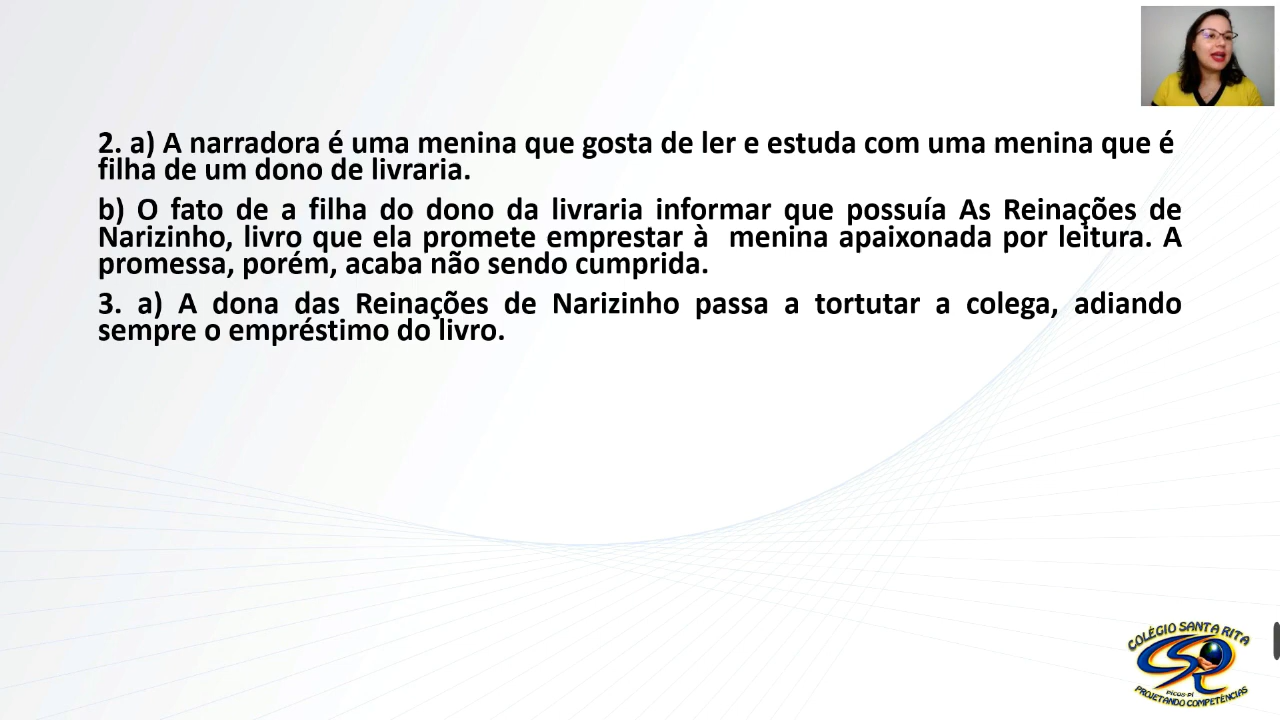 2. a) A narradora é uma menina que gosta de ler e estuda com uma menina que é
filha de um dono de livraria.
b) O fato de a filha do dono da livraria informar que possuía As Reinações de
Narizinho, livro que ela promete emprestar à menina apaixonada por leitura. A
promessa, porém, acaba não sendo cumprida.
3. a) A dona das Reinações de Narizinho passa a tortutar a colega, adiando
sempre o empréstimo do livro.
COLÉGIO SANTA RITA
PICOS-PI
PROJETANDO COMPETÊNCIAS